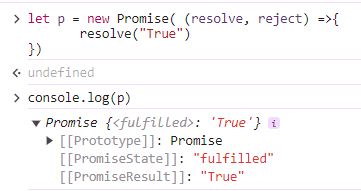 let p = new Promise( (resolve, reject) =>{
resolve("True")
})
undefined
console.log(p)
Promise {<fulfilled>: 'True'} i
[[Prototype]]: Promise
[[PromiseState]]: "fulfilled"
[[PromiseResult]]: "True"